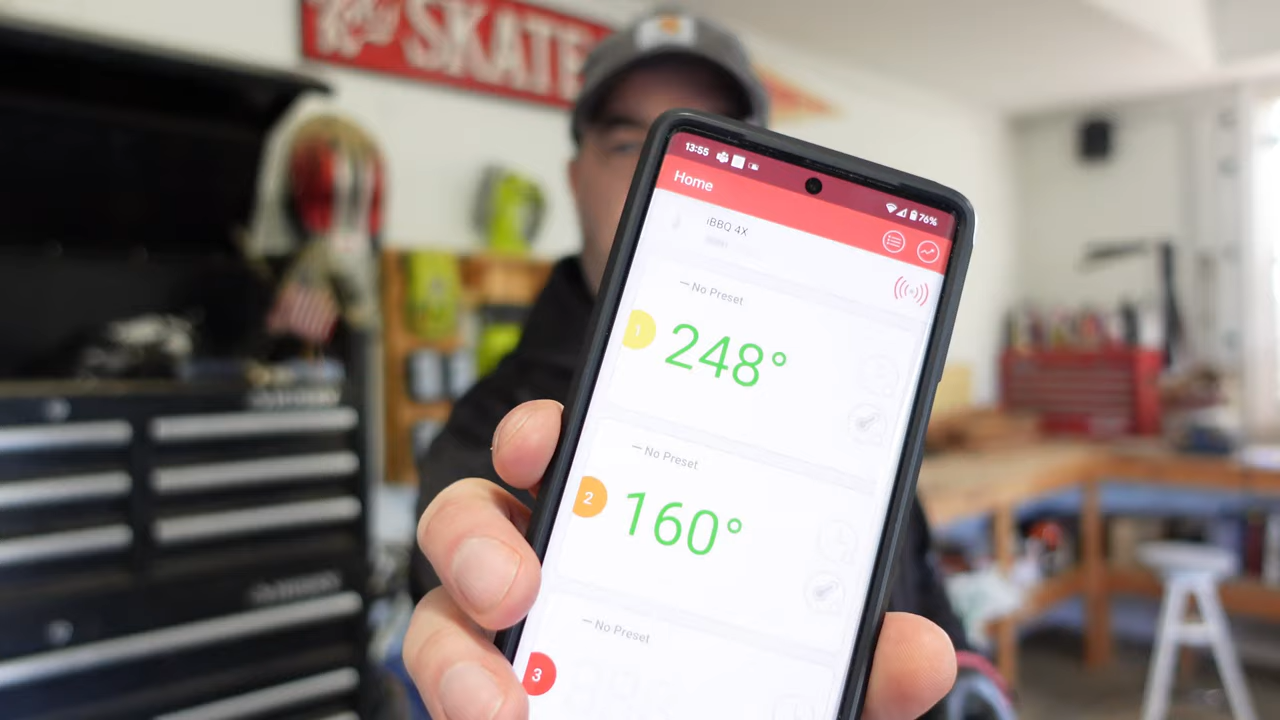 SKATE
13:55
76%
Home
iBBQ 4X
— No Preset
1
248°
— No Preset
2
160°
— No Preset
3